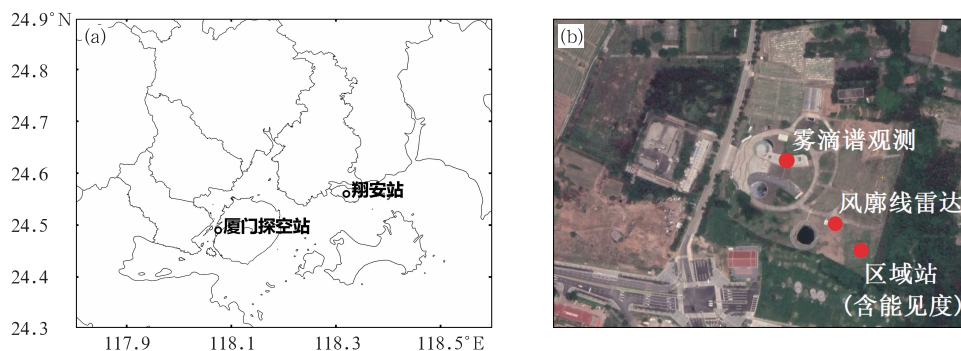 24.9°N
(a)
24.8
24.7
24.6
24.5
24.4
24.3
117.9
118.1
118.3
118.5°E
翔安站
厦门探空站
(b)
雾滴谱观测
风廓线雷达
区域站
(含能见度)